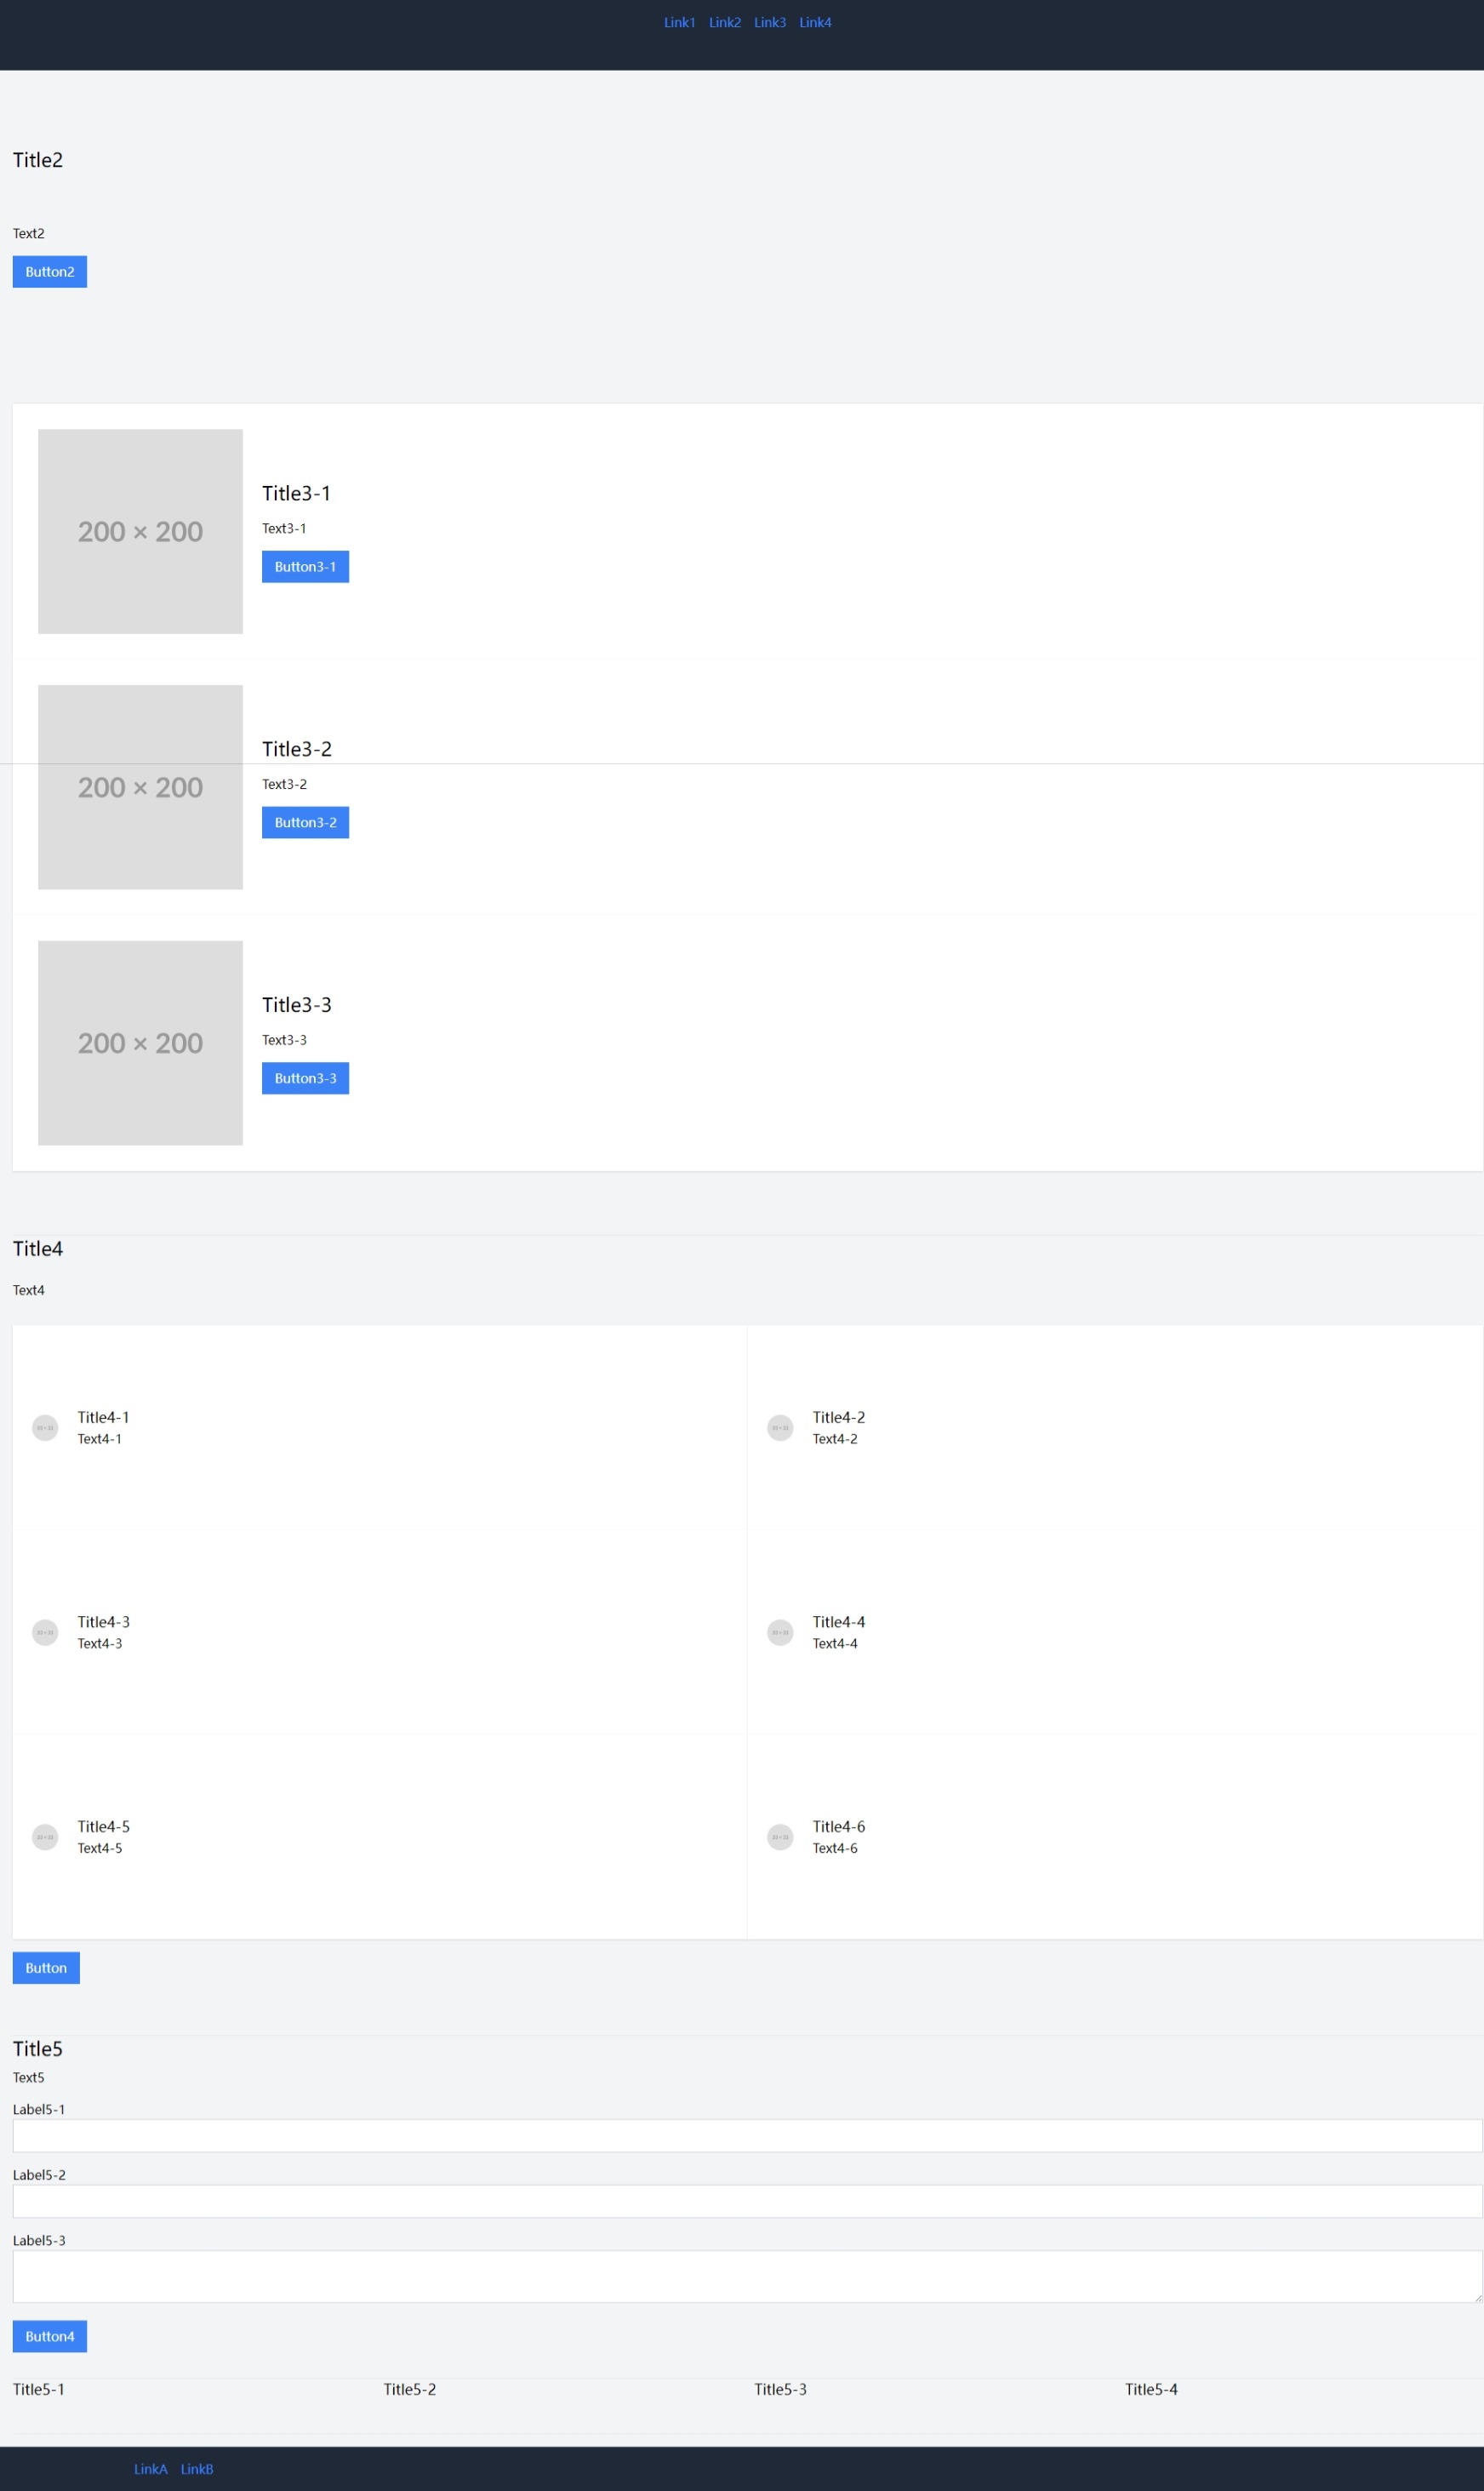 Link1 Link2 Link3 Link4
Title2
Text2
Button2
200 × 200
Title3-1
Text3-1
Button3-1
200 × 200
Title3-2
Text3-2
Button3-2
200 × 200
Title3-3
Text3-3
Button3-3
Title4
Text4
Title4-1
Text4-1
Title4-2
Text4-2
Title4-3
Text4-3
Title4-4
Text4-4
Title4-5
Text4-5
Title4-6
Text4-6
Button
Title5
Text5
Label5-1
Label5-2
Label5-3
Button4
Title5-1 Title5-2 Title5-3 Title5-4
LinkA LinkB